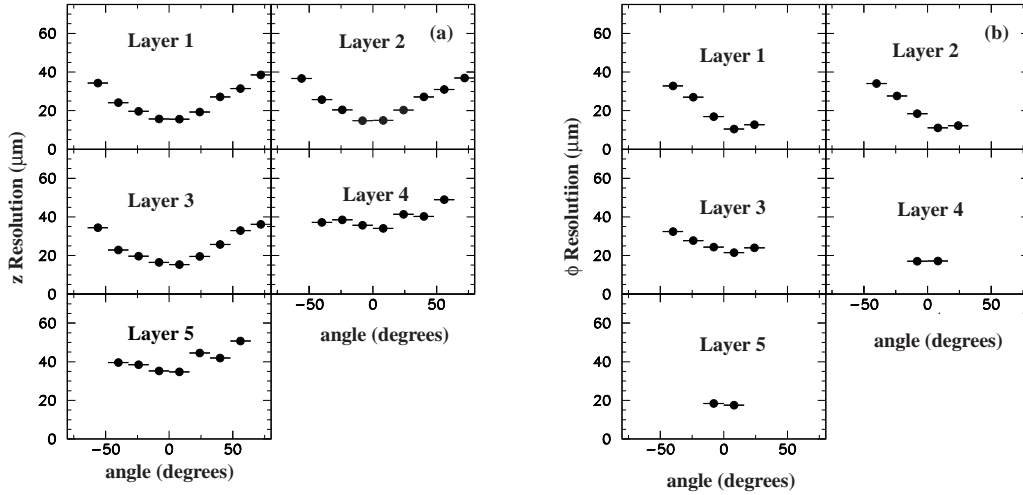 (a)
z Resolution (μm)
60
40
20
0
Layer 1
Layer 2
60
40
20
0
Layer 3
Layer 4
−50 0 50
angle (degrees)
60
40
20
0
Layer 5
−50 0 50
angle (degrees)
(b)
ϕ Resolutiion (μm)
60
40
20
0
Layer 1
Layer 2
60
40
20
0
Layer 3
Layer 4
−50 0 50
angle (degrees)
60
40
20
0
Layer 5
−50 0 50
angle (degrees)